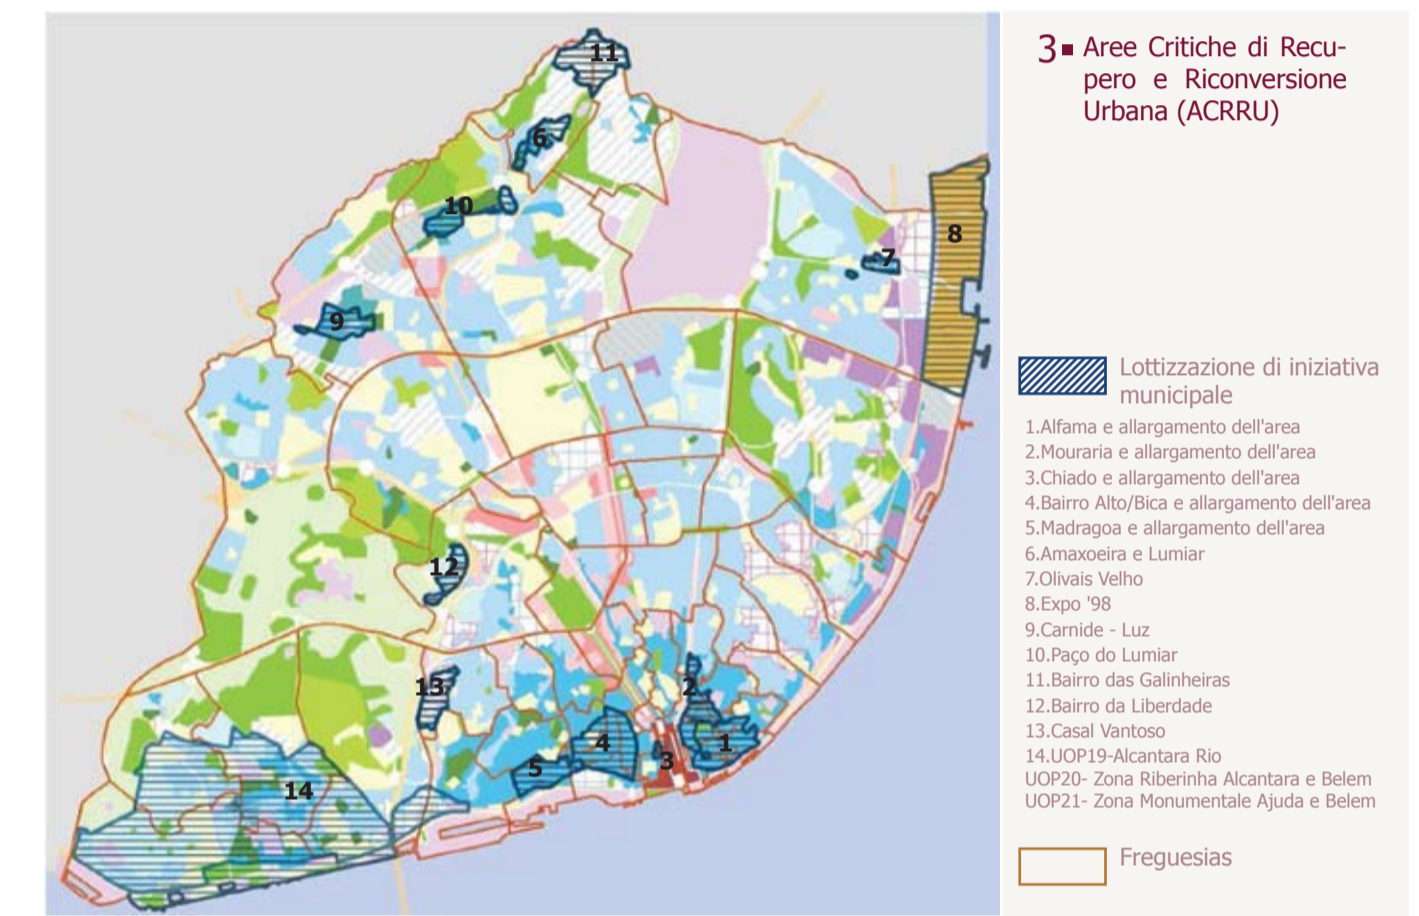 3 ▪ Aree Critiche di Recu-
pero e Riconversione
Urbana (ACRRU)
11
6
10
8
7
9
12
13
2
1
4
3
5
14
Lottizzazione di iniziativa
municipale
1.Alfama e allargamento dell'area
2.Mouraria e allargamento dell'area
3.Chiado e allargamento dell'area
4.Bairro Alto/Bica e allargamento dell'area
5.Madragoa e allargamento dell'area
6.Amaxoeira e Lumiar
7.Olivais Velho
8.Expo '98
9.Carnide - Luz
10.Paço do Lumiar
11.Bairro das Galinheiras
12.Bairro da Liberdade
13.Casal Vantoso
14.UOP19-Alcantara Rio
UOP20- Zona Riberinha Alcantara e Belem
UOP21- Zona Monumentale Ajuda e Belem
Freguesias